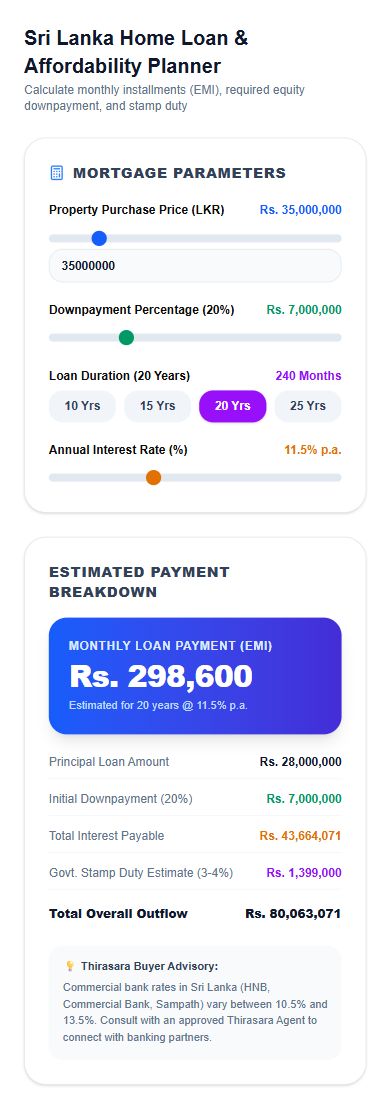 Sri Lanka Home Loan &
Affordability Planner
Calculate monthly installments (EMI), required equity
downpayment, and stamp duty
MORTGAGE PARAMETERS
Property Purchase Price (LKR) Rs. 35,000,000
35000000
Downpayment Percentage (20%) Rs. 7,000,000
Loan Duration (20 Years) 240 Months
10 Yrs 15 Yrs 20 Yrs 25 Yrs
Annual Interest Rate (%) 11.5% p.a.
ESTIMATED PAYMENT
BREAKDOWN
MONTHLY LOAN PAYMENT (EMI)
Rs. 298,600
Estimated for 20 years @ 11.5% p.a.
Principal Loan Amount Rs. 28,000,000
Initial Downpayment (20%) Rs. 7,000,000
Total Interest Payable Rs. 43,664,071
Govt. Stamp Duty Estimate (3-4%) Rs. 1,399,000
Total Overall Outflow Rs. 80,063,071
Thirasara Buyer Advisory:
Commercial bank rates in Sri Lanka (HNB,
Commercial Bank, Sampath) vary between 10.5% and
13.5%. Consult with an approved Thirasara Agent to
connect with banking partners.